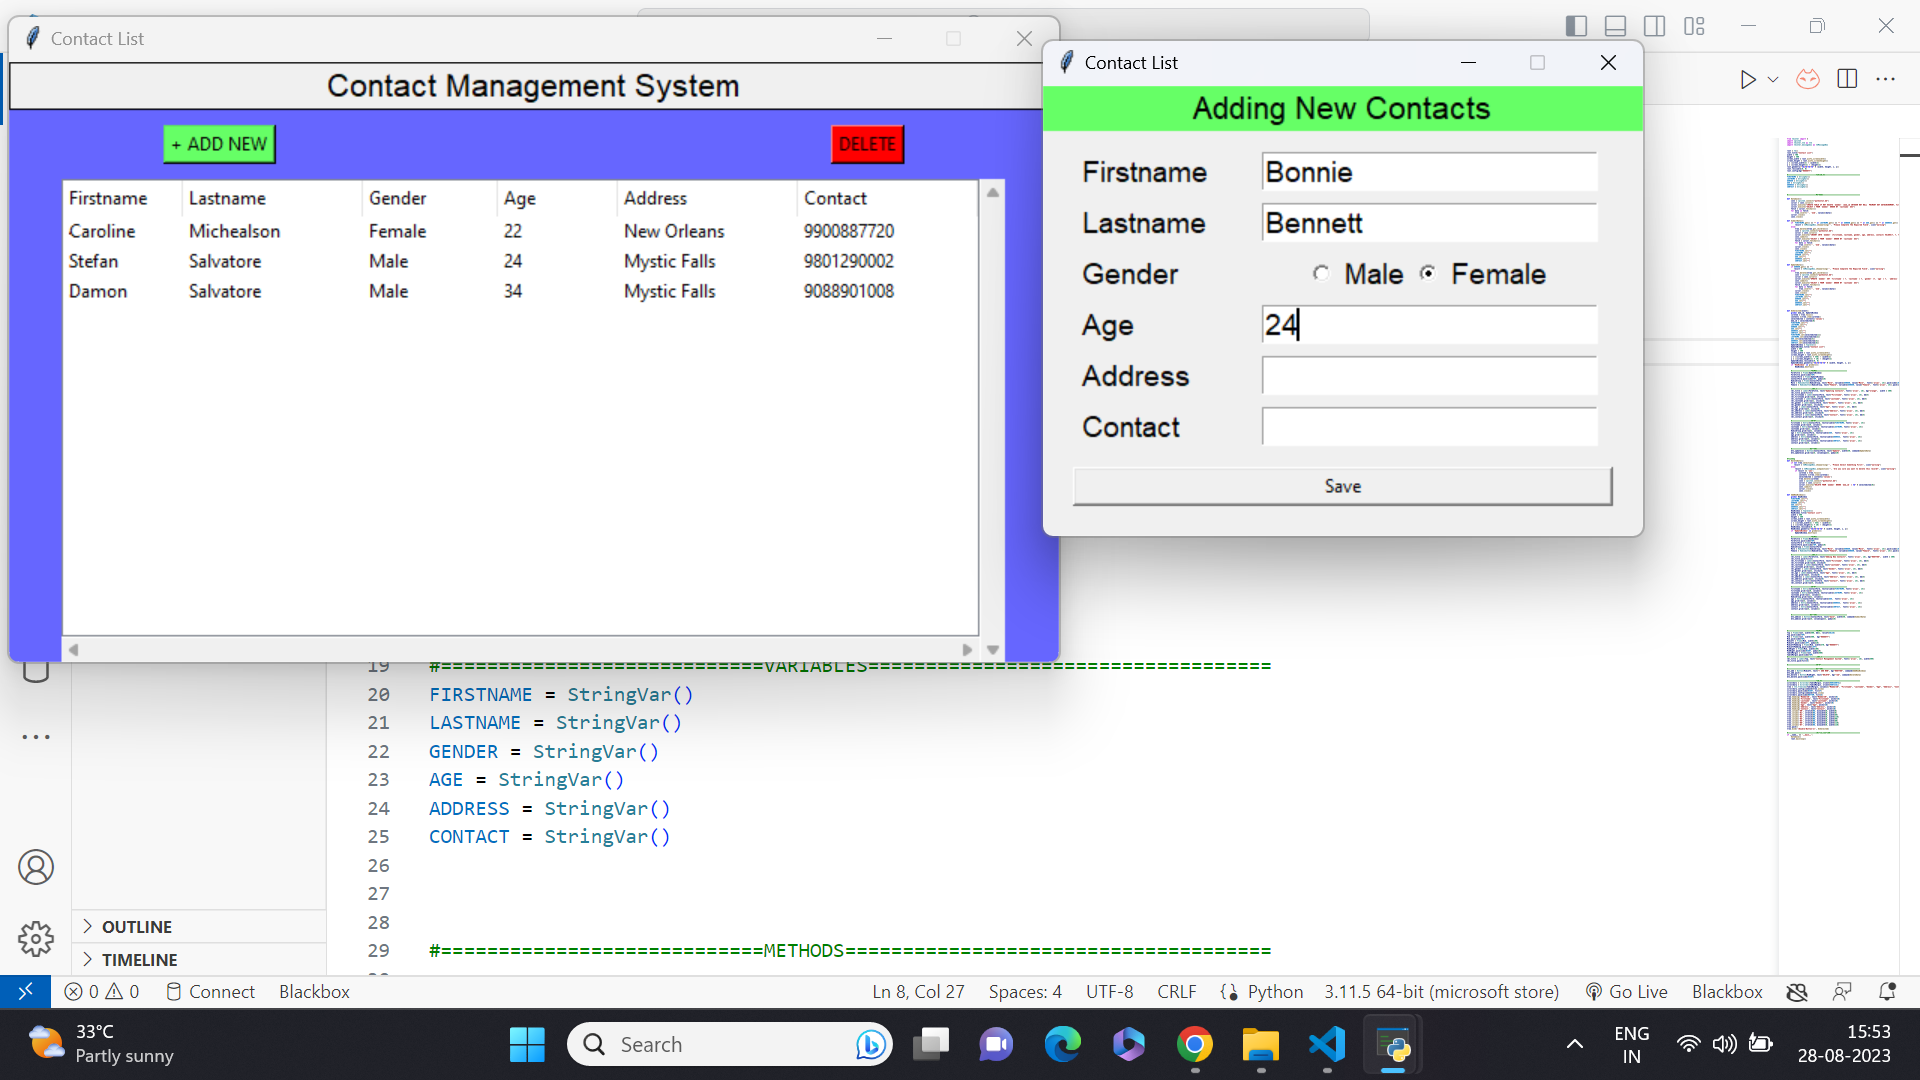 Contact List
Contact Management System
+ ADD NEW
DELETE
Firstname Lastname Gender Age Address Contact
Caroline Michealson Female 22 New Orleans 9900887720
Stefan Salvatore Male 24 Mystic Falls 9801290002
Damon Salvatore Male 34 Mystic Falls 9088901008
Contact List
Adding New Contacts
Firstname Bonnie
Lastname Bennett
Gender Male Female
Age 24
Address
Contact
Save
19 #============================VARIABLES===================================
20 FIRSTNAME = StringVar()
21 LASTNAME = StringVar()
22 GENDER = StringVar()
23 AGE = StringVar()
24 ADDRESS = StringVar()
25 CONTACT = StringVar()
26
27
28
29 #============================METHODS=====================================
OUTLINE
TIMELINE
0 0 Connect Blackbox Ln 8, Col 27 Spaces: 4 UTF-8 CRLF Python 3.11.5 64-bit (microsoft store) Go Live Blackbox
33°C
Partly sunny
Search
ENG
IN
15:53
28-08-2023